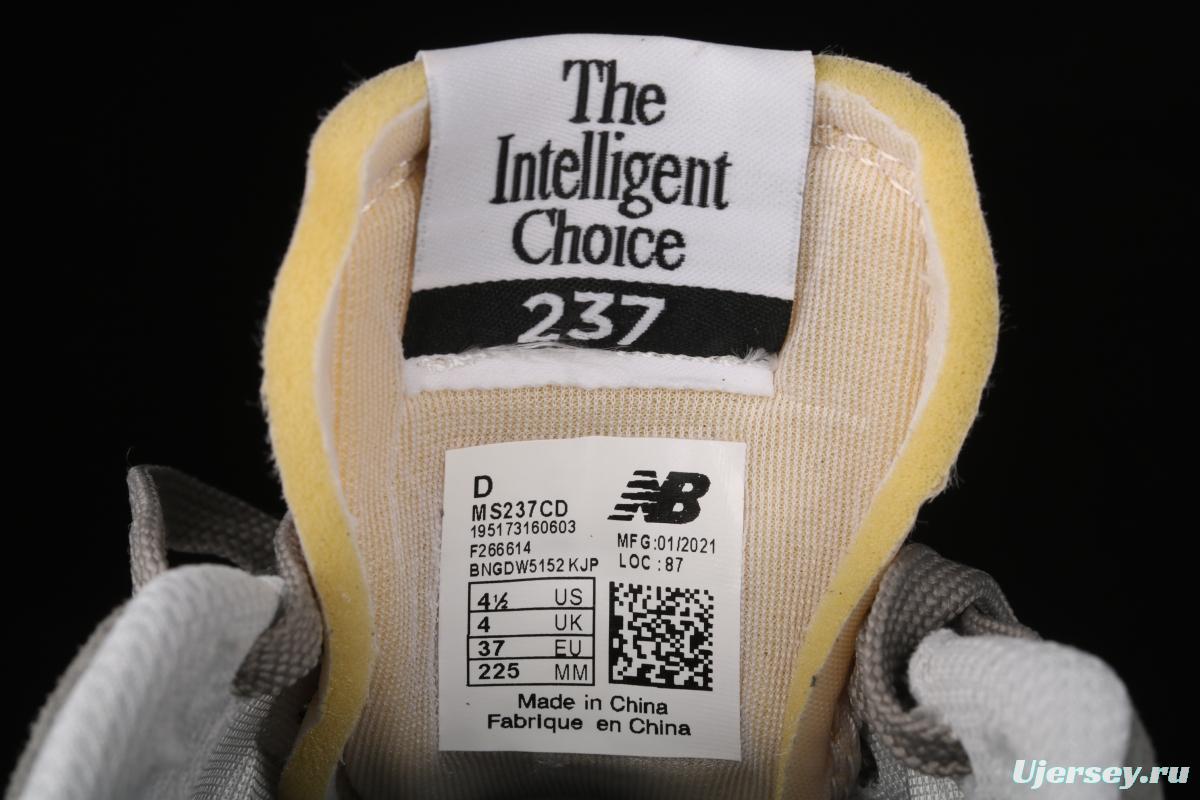 The
Intelligent
Choice
237
D
MS237CD
195173160603
F266614
BNGDW5152 KJP
NB
MFG:01/2021
LOC : 87
4½ US
4 UK
37 EU
225 MM
Made in China
Fabrique en China
Ujersey.ru